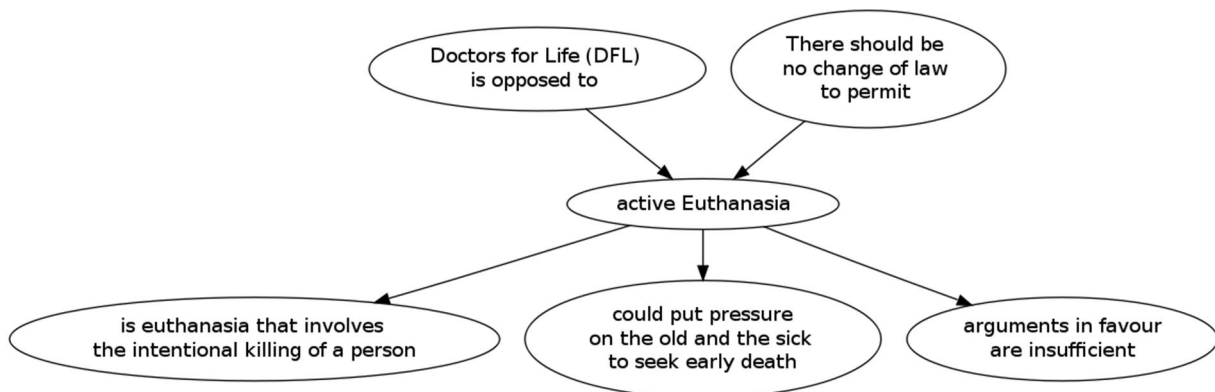 Doctors for Life (DFL)
is opposed to
There should be
no change of law
to permit
active Euthanasia
is euthanasia that involves
the intentional killing of a person
could put pressure
on the old and the sick
to seek early death
arguments in favour
are insufficient